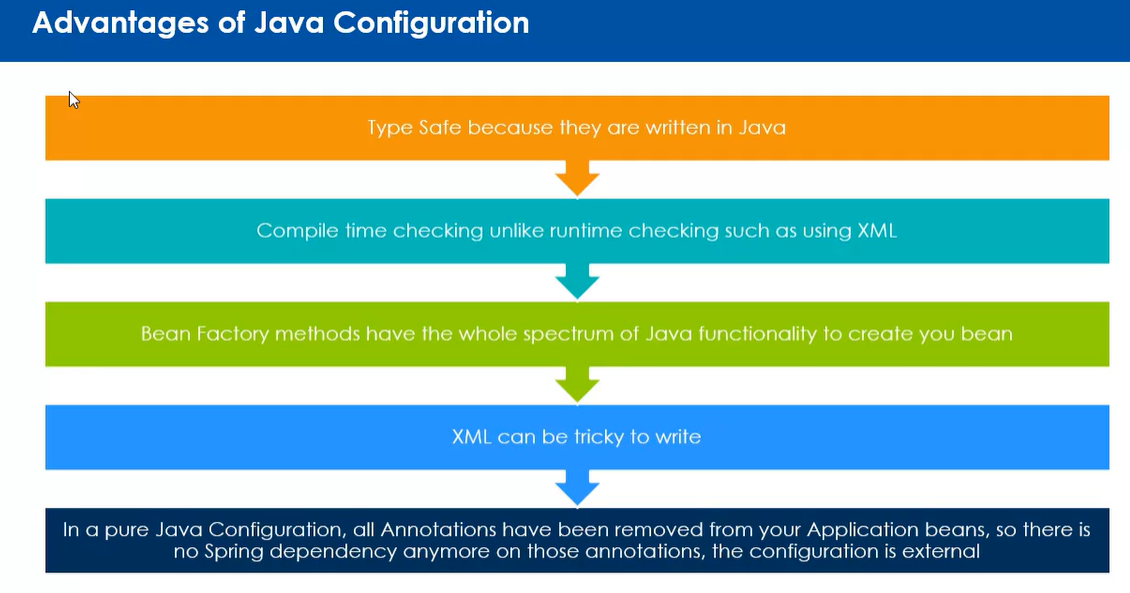 Advantages of Java Configuration
Type Safe because they are written in Java
Compile time checking unlike runtime checking such as using XML
Bean Factory methods have the whole spectrum of Java functionality to create you bean
XML can be tricky to write
In a pure Java Configuration, all Annotations have been removed from your Application beans, so there is
no Spring dependency anymore on those annotations, the configuration is external